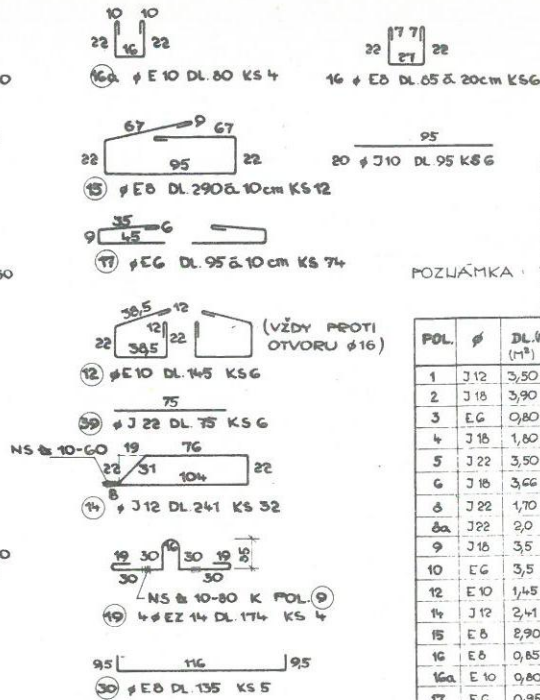 10 10
22 22
16
16a ø E 10 DL. 80 KS 4
7 7
22 22
27
16 ø E8 DL. 85 á 20cm KS 6
67 9 67
22 22
95
15 ø E8 DL. 290 á 10cm KS 12
95
20 ø J10 DL. 95 KS 6
35 6
9 45
17 ø E6 DL. 95 á 10 cm KS 74
POZNÁMKA :
38,5 12
22 12 22
38,5
(VŽDY PROTI
OTVORU ø 16)
12 ø E 10 DL. 145 KS 6
75
39 ø J 22 DL. 75 KS 6
NS 10-60 19 76
22 31 22
104
8
14 ø J12 DL. 241 KS 32
16
19 30 30 19
30 30
NS 10-80 K POL. 9
19 4 ø EZ 14 DL. 174 KS 4
9,5 116 9,5
30 ø E8 DL. 135 KS 5
POL. ø DL.
(M²)
1 J 12 3,50
2 J 18 3,90
3 E6 0,80
4 J 18 1,80
5 J 22 3,50
6 J 18 3,66
8 J 22 1,70
8a J 22 2,0
9 J 18 3,5
10 E6 3,5
12 E 10 1,45
14 J 12 2,41
15 E 8 2,90
16 E 8 0,85
16a E 10 0,80
17 E6 0,95